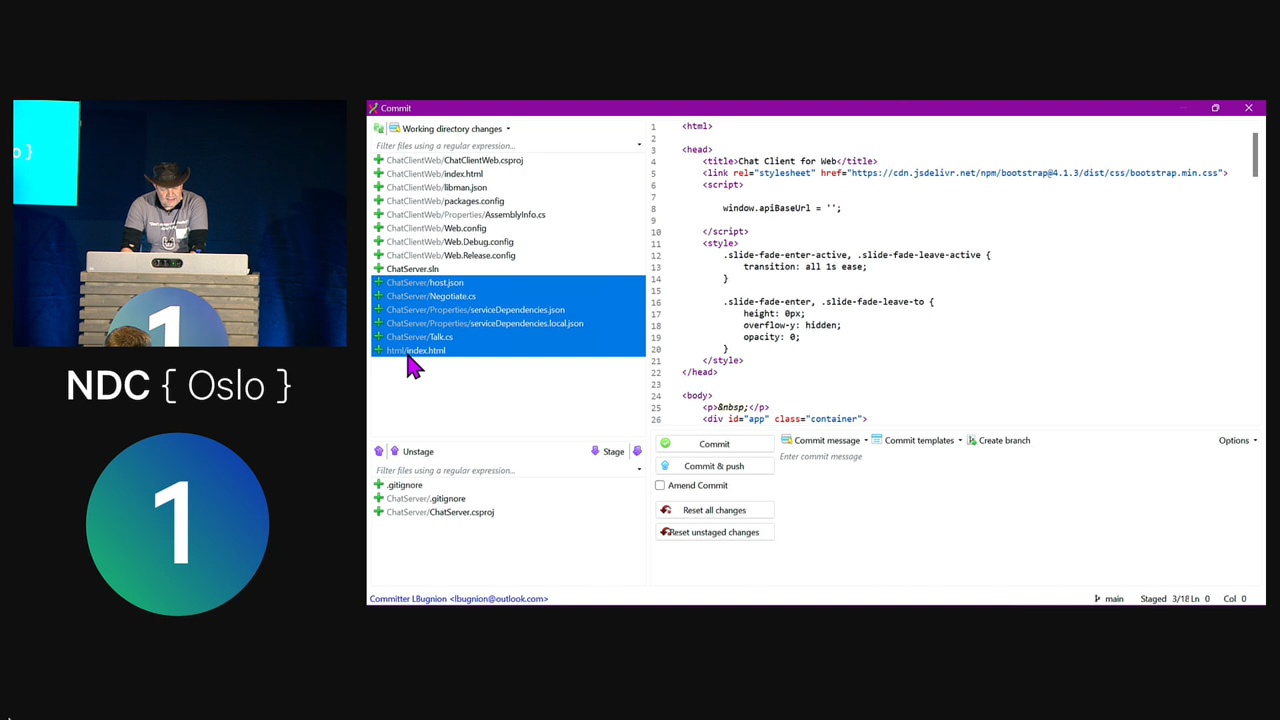 o }
1
NDC { Oslo }
1
Commit
Working directory changes
Filter files using a regular expression...
ChatClientWeb/ChatClientWeb.csproj
ChatClientWeb/index.html
ChatClientWeb/libman.json
ChatClientWeb/packages.config
ChatClientWeb/Properties/AssemblyInfo.cs
ChatClientWeb/Web.config
ChatClientWeb/Web.Debug.config
ChatClientWeb/Web.Release.config
ChatServer.sln
ChatServer/host.json
ChatServer/Negotiate.cs
ChatServer/Properties/serviceDependencies.json
ChatServer/Properties/serviceDependencies.local.json
ChatServer/Talk.cs
html/index.html
Unstage Stage
Filter files using a regular expression...
.gitignore
ChatServer/.gitignore
ChatServer/ChatServer.csproj
1 <html>
2
3 <head>
4 <title>Chat Client for Web</title>
5 <link rel="stylesheet" href="https://cdn.jsdelivr.net/npm/bootstrap@4.1.3/dist/css/bootstrap.min.css">
6 <script>
7
8 window.apiBaseUrl = '';
9
10 </script>
11 <style>
12 .slide-fade-enter-active, .slide-fade-leave-active {
13 transition: all 1s ease;
14 }
15
16 .slide-fade-enter, .slide-fade-leave-to {
17 height: 0px;
18 overflow-y: hidden;
19 opacity: 0;
20 }
21 </style>
22 </head>
23
24 <body>
25 <p>&nbsp;</p>
26 <div id="app" class="container">
Commit
Commit & push
Amend Commit
Reset all changes
Reset unstaged changes
Commit message Commit templates Create branch Options
Enter commit message
Committer LBugnion <lbugnion@outlook.com>
main Staged 3/18 Ln 0 Col 0